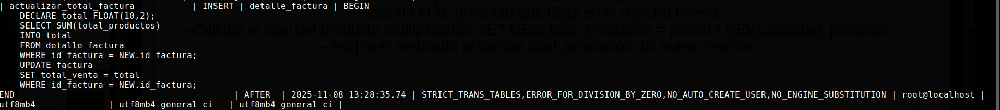 | actualizar_total_factura           | INSERT | detalle_factura | BEGIN
    DECLARE total FLOAT(10,2);
    SELECT SUM(total_productos)
    INTO total
    FROM detalle_factura
    WHERE id_factura = NEW.id_factura;
    UPDATE factura
    SET total_venta = total
    WHERE id_factura = NEW.id_factura;
END                                          | AFTER  | 2025-11-08 13:28:35.74 | STRICT_TRANS_TABLES,ERROR_FOR_DIVISION_BY_ZERO,NO_AUTO_CREATE_USER,NO_ENGINE_SUBSTITUTION | root@localhost |
utf8mb4              | utf8mb4_general_ci   | utf8mb4_general_ci |
—usando el id_producto que llega en el registro nuevo.
—Calcula el total del producto multiplicando:SET NEW.total_productos = precio * NEW.cantidad_producto;
—Asigna el resultado al campo total_productos del nuevo registro